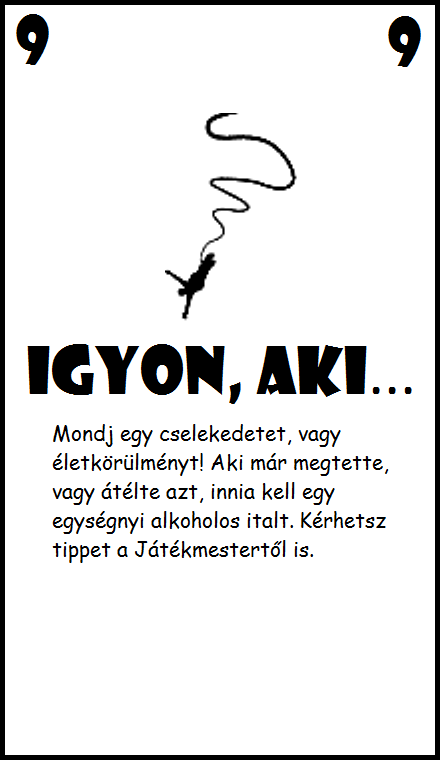 9
9
IGYON, AKI...
Mondj egy cselekedetet, vagy
életkörülményt! Aki már megtette,
vagy átélte azt, innia kell egy
egységnyi alkoholos italt. Kérhetsz
tippet a Játékmestertől is.